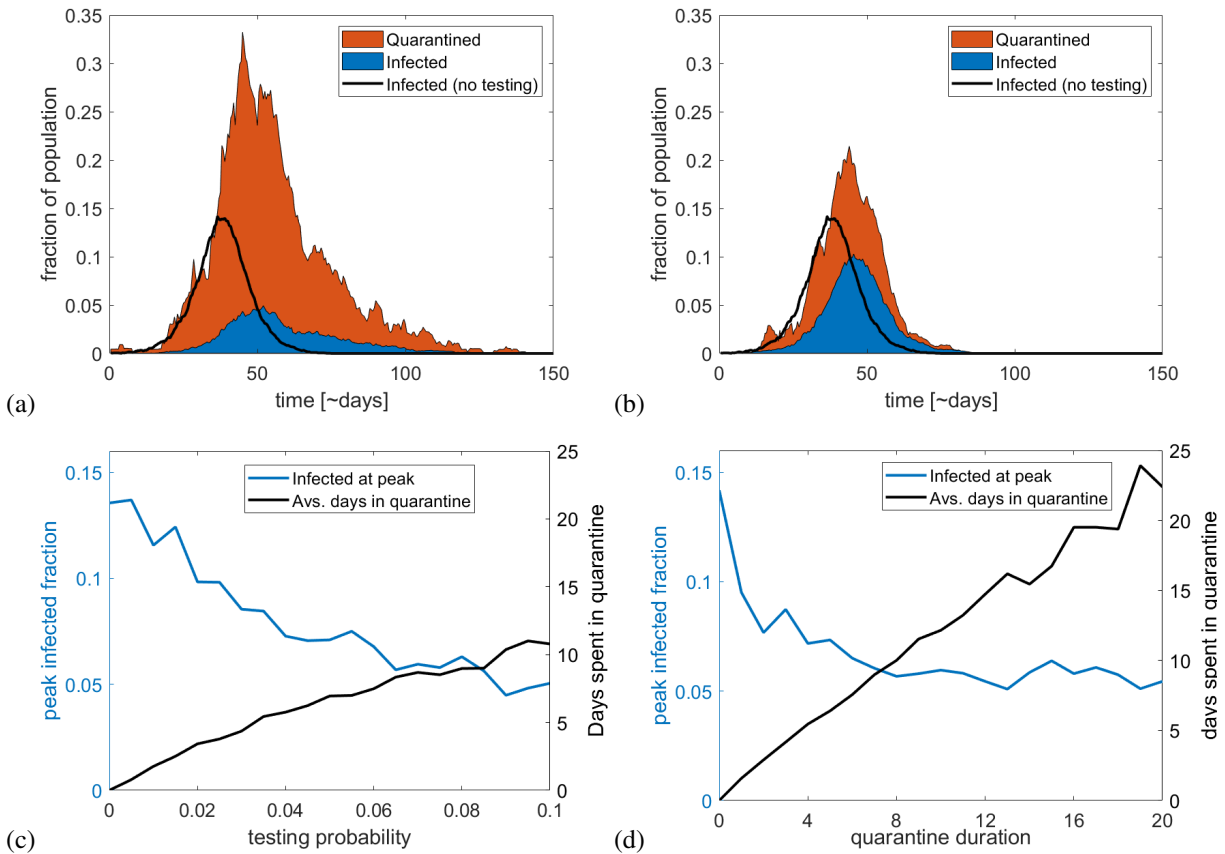 0.35
0.3
0.25
0.2
0.15
0.1
0.05
0
fraction of population
Quarantined
Infected
Infected (no testing)
0 50 100 150
time [~days]
(a)
0.35
0.3
0.25
0.2
0.15
0.1
0.05
0
fraction of population
Quarantined
Infected
Infected (no testing)
0 50 100 150
time [~days]
(b)
0.15
0.1
0.05
0
peak infected fraction
Infected at peak
Avs. days in quarantine
25
20
15
10
5
0
Days spent in quarantine
0 0.02 0.04 0.06 0.08 0.1
testing probability
(c)
0.15
0.1
0.05
0
peak infected fraction
Infected at peak
Avs. days in quarantine
25
20
15
10
5
0
days spent in quarantine
0 4 8 12 16 20
quarantine duration
(d)